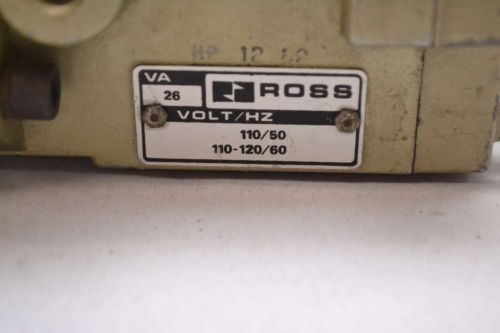 VA
26
ROSS
VOLT/HZ
110/50
110-120/60